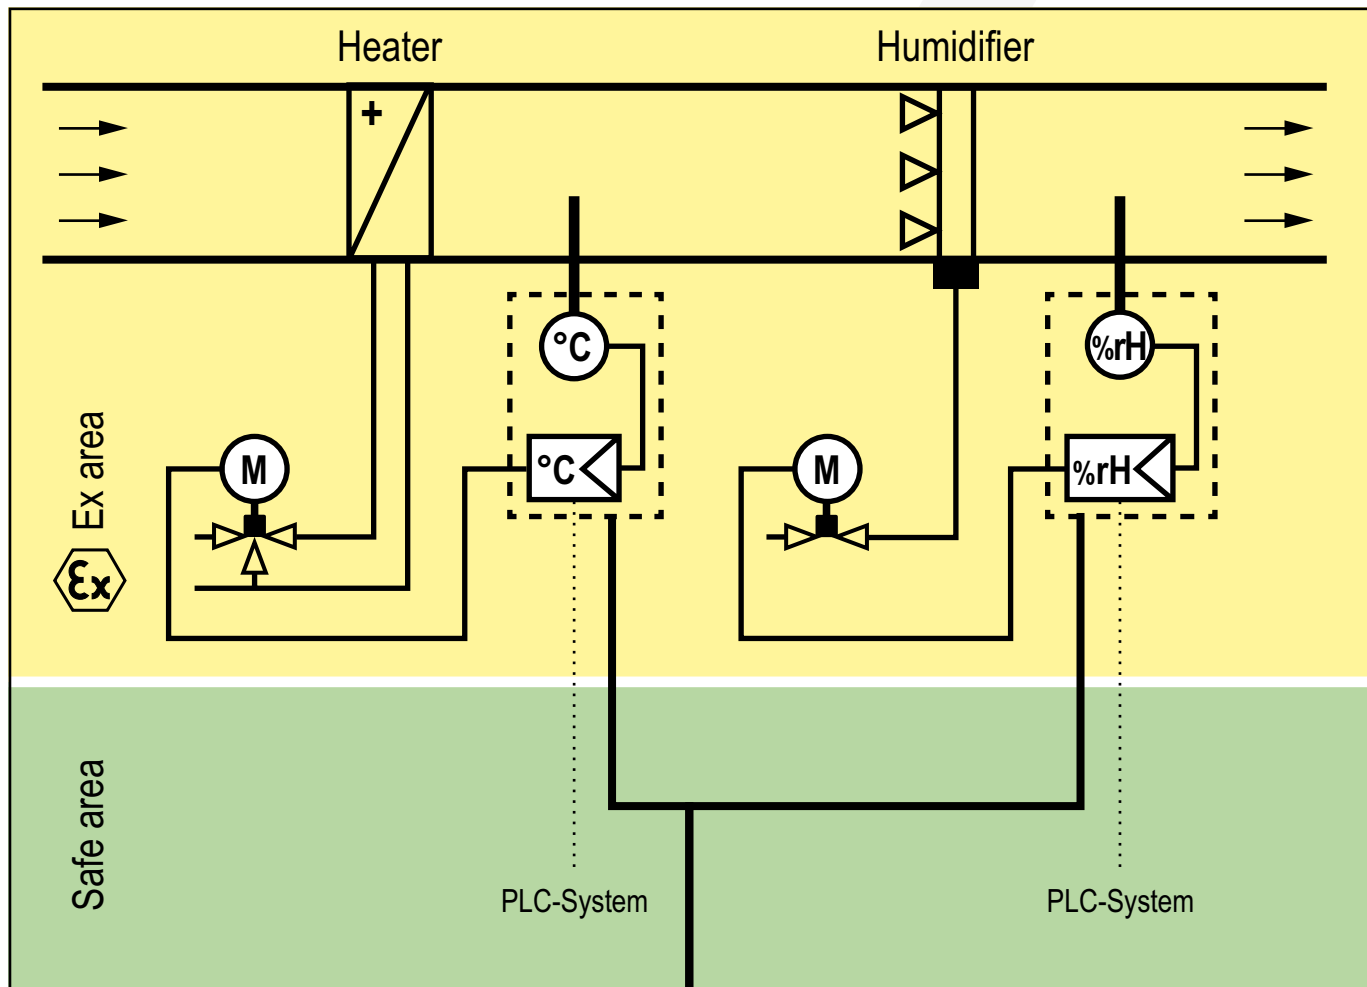 Heater
Humidifier
+
°C
%rH
M
°C
M
%rH
Ex area
Ex
Safe area
PLC-System
PLC-System